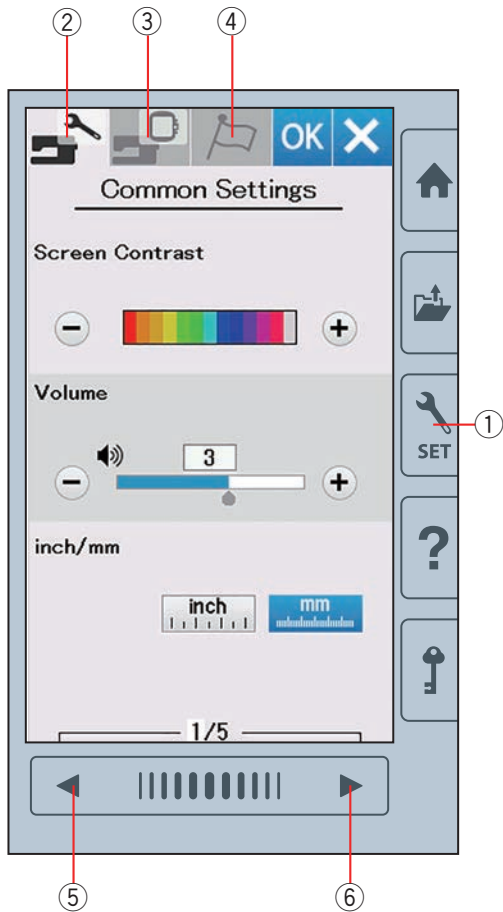 ② ③ ④
OK
Common Settings
Screen Contrast
− +
Volume
3
− +
SET
①
?
inch/mm
inch mm
1/5
⑤ ⑥